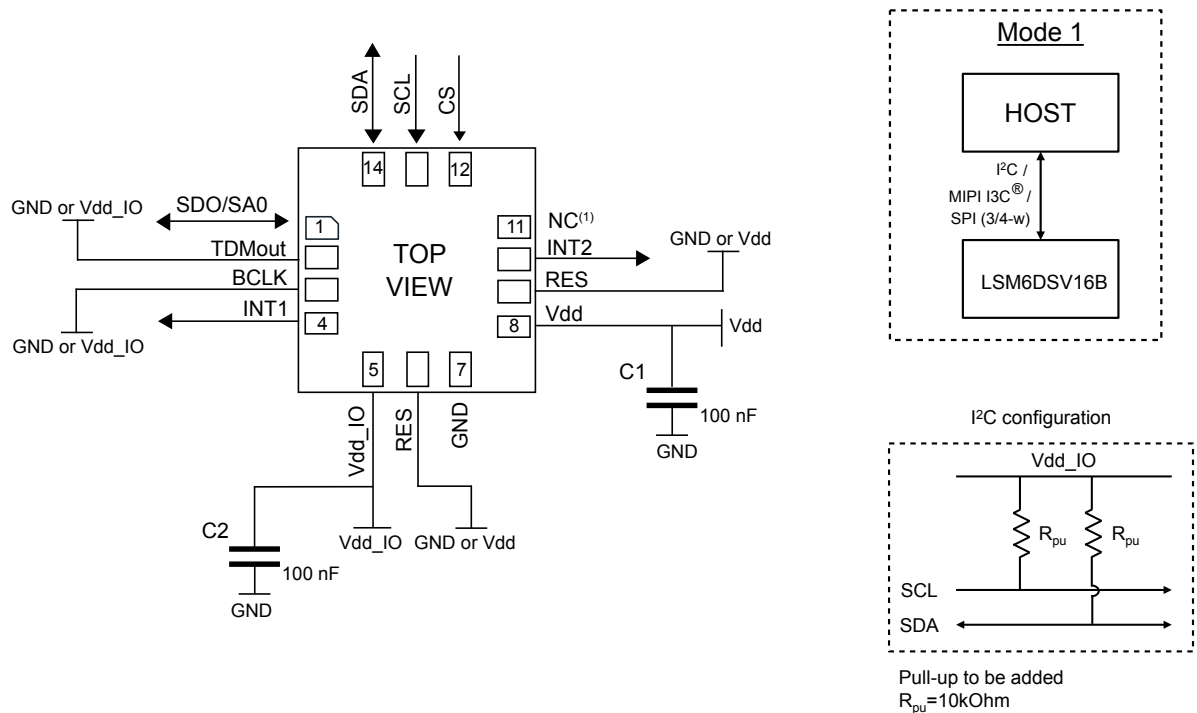 SDA
SCL
CS
14
12
GND or Vdd_IO
SDO/SA0
1
TDMout
BCLK
INT1
4
GND or Vdd_IO
TOP
VIEW
11
NC(1)
INT2
GND or Vdd
RES
Vdd
8
Vdd
C1
100 nF
GND
5
7
Vdd_IO
RES
GND
C2
100 nF
GND
Vdd_IO
GND or Vdd
Mode 1
HOST
I²C /
MIPI I3C® /
SPI (3/4-w)
LSM6DSV16B
I²C configuration
Vdd_IO
Rpu
Rpu
SCL
SDA
Pull-up to be added
Rpu=10kOhm